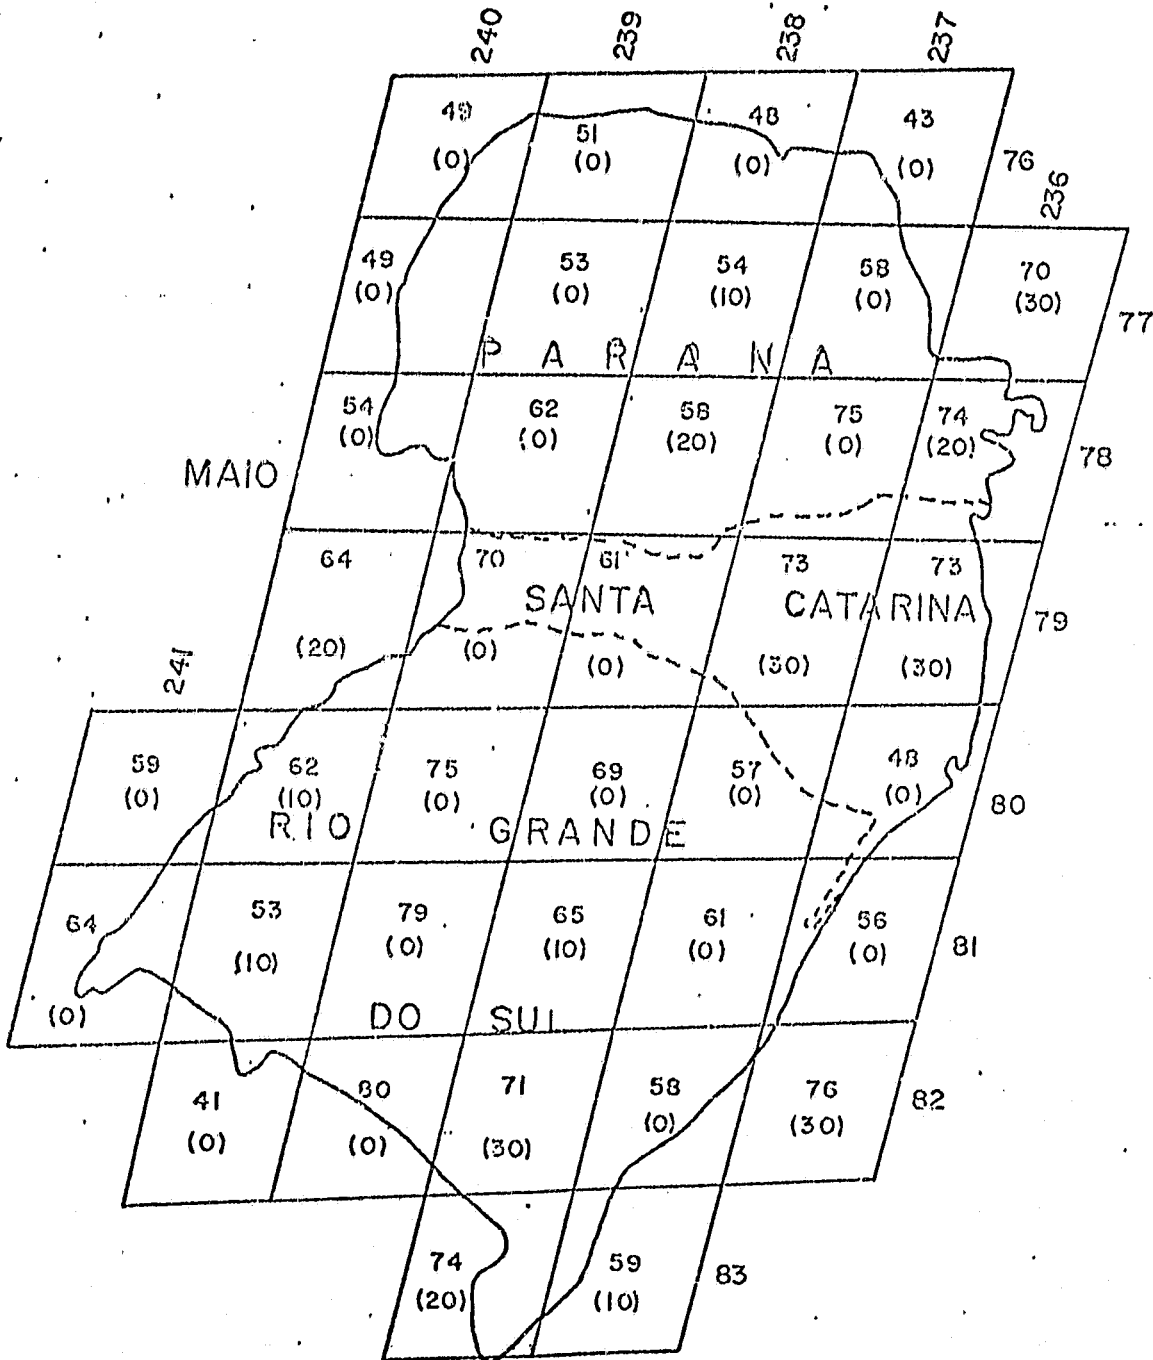 240 239 238 237
49 51 48 43
(0) (0) (0) (0) 76
236
49 53 54 58 70
(0) (0) (10) (0) (30) 77
PARANA
54 62 58 75 74
(0) (0) (20) (0) (20) 78
MAIO
64 70 61 73 73
SANTA CATARINA 79
(20) (0) (0) (30) (30)
241
59 62 75 69 57 48
(0) (10) (0) (0) (0) (0) 80
RIO GRANDE
64 53 79 65 61 56
(0) (10) (0) (10) (0) (0) 81
DO SUL
41 80 71 58 76
(0) (0) (30) (0) (30) 82
74 59
(20) (10) 83